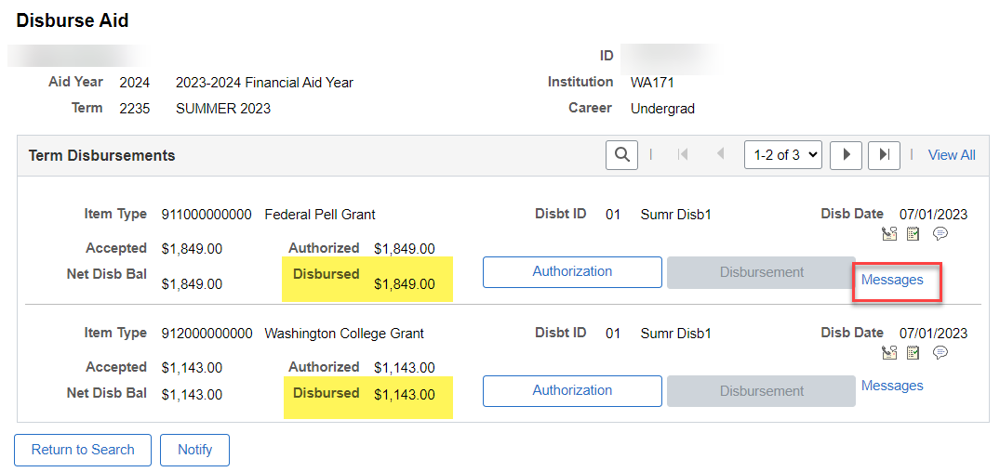 Disburse Aid
ID
Aid Year 2024 2023-2024 Financial Aid Year Institution WA171
Term 2235 SUMMER 2023 Career Undergrad
Term Disbursements 1-2 of 3 View All
Item Type 911000000000 Federal Pell Grant Disbt ID 01 Sumr Disb1 Disb Date 07/01/2023
Accepted $1,849.00 Authorized $1,849.00
Net Disb Bal $1,849.00 Disbursed $1,849.00 Authorization Disbursement Messages
Item Type 912000000000 Washington College Grant Disbt ID 01 Sumr Disb1 Disb Date 07/01/2023
Accepted $1,143.00 Authorized $1,143.00
Net Disb Bal $1,143.00 Disbursed $1,143.00 Authorization Disbursement Messages
Return to Search Notify